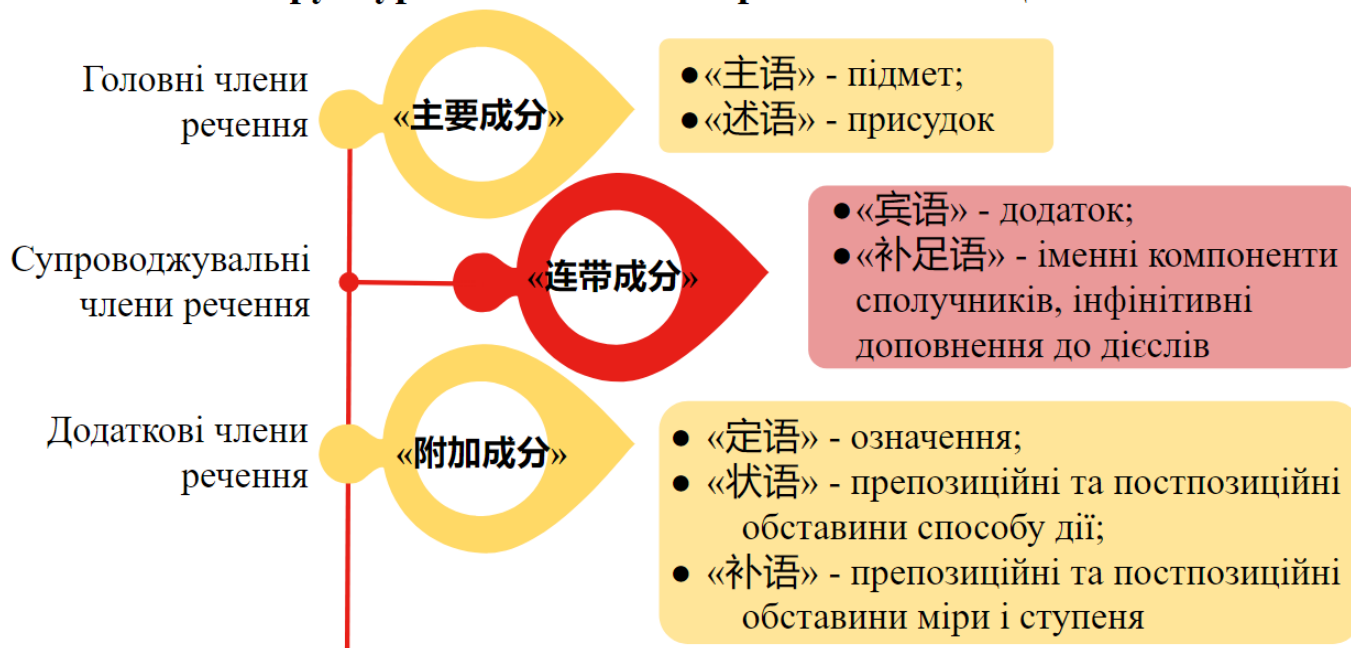 Головні члени
речення
«主要成分»
●«主语» - підмет;
●«述语» - присудок
Супроводжувальні
члени речення
«连带成分»
●«宾语» - додаток;
●«补足语» - іменні компоненти
сполучників, інфінітивні
доповнення до дієслів
Додаткові члени
речення
«附加成分»
● «定语» - означення;
● «状语» - препозиційні та постпозиційні
обставини способу дії;
● «补语» - препозиційні та постпозиційні
обставини міри і ступеня